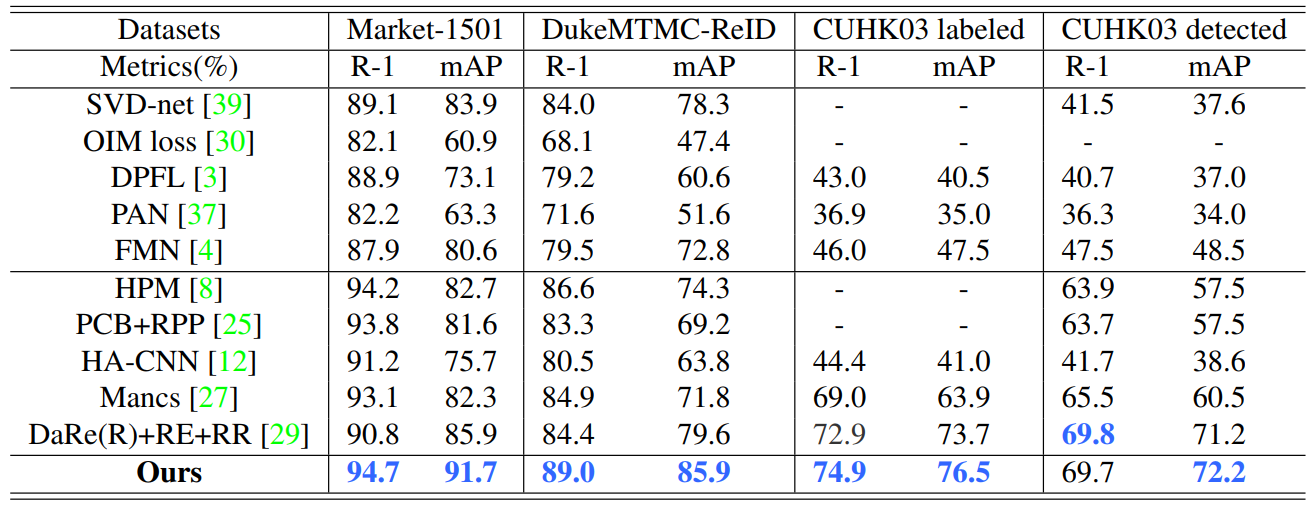 Datasets Market-1501 DukeMTMC-ReID CUHK03 labeled CUHK03 detected
Metrics(%) R-1 mAP R-1 mAP R-1 mAP R-1 mAP
SVD-net [39] 89.1 83.9 84.0 78.3 - - 41.5 37.6
OIM loss [30] 82.1 60.9 68.1 47.4 - - - -
DPFL [3] 88.9 73.1 79.2 60.6 43.0 40.5 40.7 37.0
PAN [37] 82.2 63.3 71.6 51.6 36.9 35.0 36.3 34.0
FMN [4] 87.9 80.6 79.5 72.8 46.0 47.5 47.5 48.5
HPM [8] 94.2 82.7 86.6 74.3 - - 63.9 57.5
PCB+RPP [25] 93.8 81.6 83.3 69.2 - - 63.7 57.5
HA-CNN [12] 91.2 75.7 80.5 63.8 44.4 41.0 41.7 38.6
Mancs [27] 93.1 82.3 84.9 71.8 69.0 63.9 65.5 60.5
DaRe(R)+RE+RR [29] 90.8 85.9 84.4 79.6 72.9 73.7 69.8 71.2
Ours 94.7 91.7 89.0 85.9 74.9 76.5 69.7 72.2